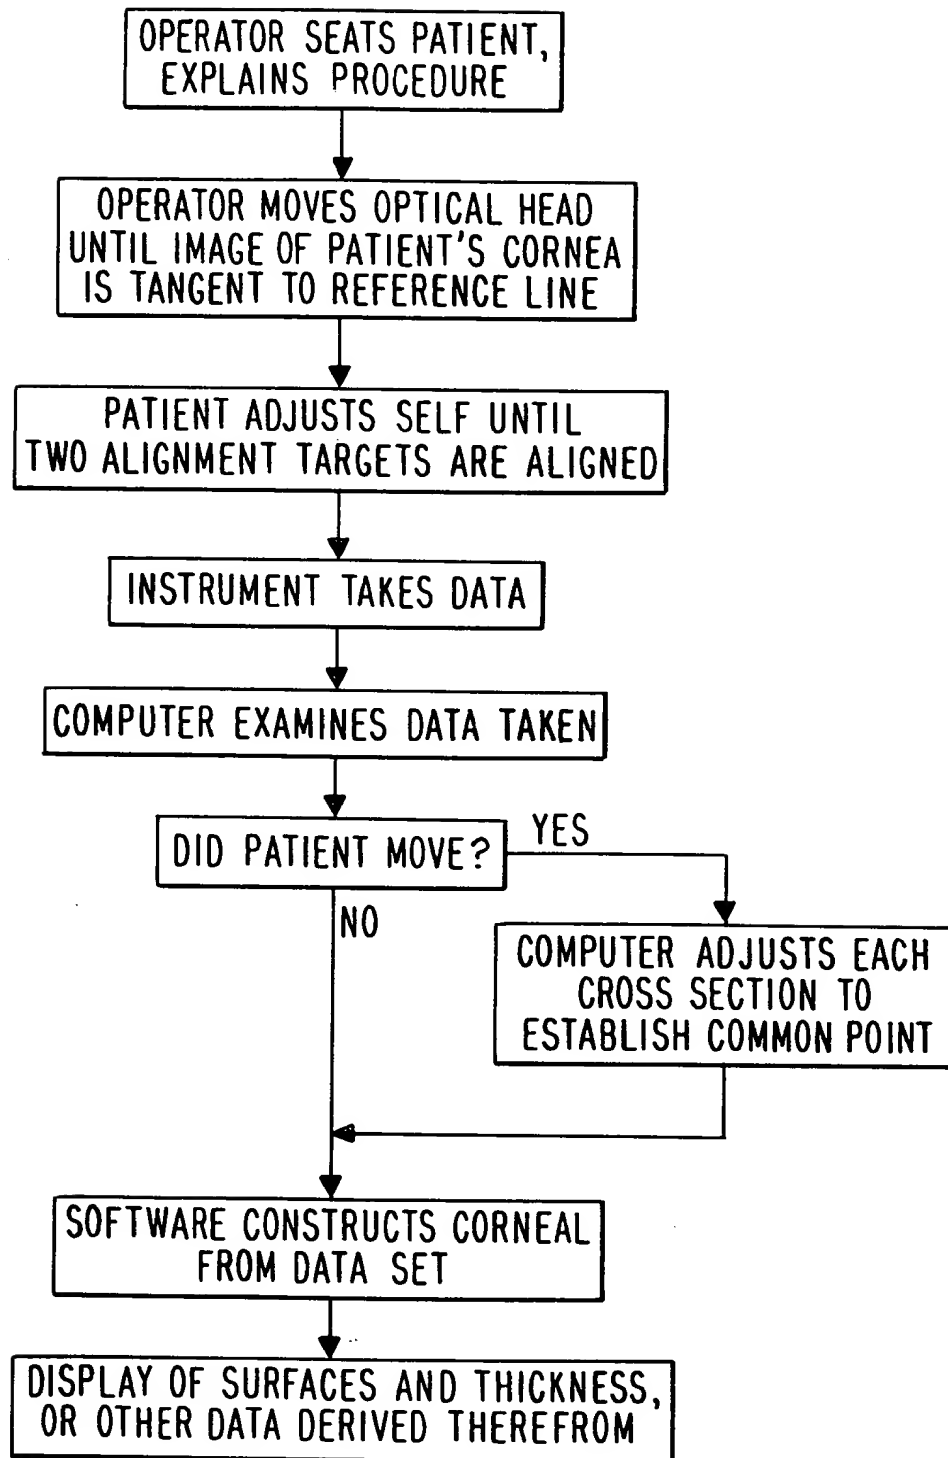 OPERATOR SEATS PATIENT,
EXPLAINS PROCEDURE
OPERATOR MOVES OPTICAL HEAD
UNTIL IMAGE OF PATIENT'S CORNEA
IS TANGENT TO REFERENCE LINE
PATIENT ADJUSTS SELF UNTIL
TWO ALIGNMENT TARGETS ARE ALIGNED
INSTRUMENT TAKES DATA
COMPUTER EXAMINES DATA TAKEN
DID PATIENT MOVE?
YES
NO
COMPUTER ADJUSTS EACH
CROSS SECTION TO
ESTABLISH COMMON POINT
SOFTWARE CONSTRUCTS CORNEAL
FROM DATA SET
DISPLAY OF SURFACES AND THICKNESS,
OR OTHER DATA DERIVED THEREFROM